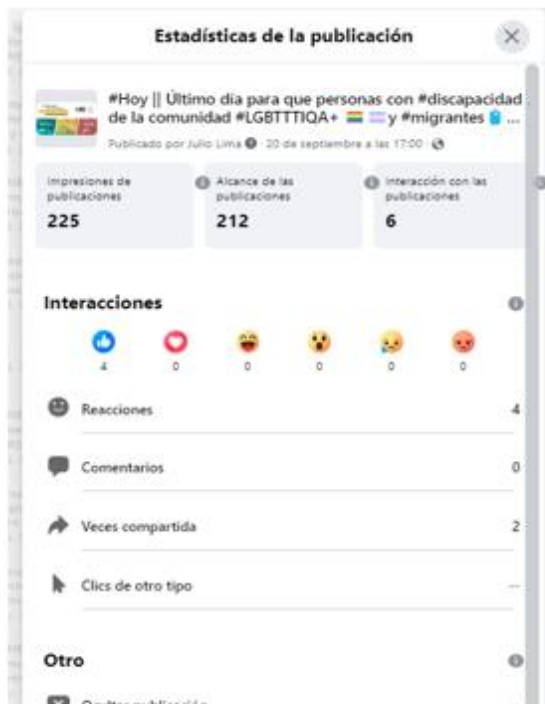 Estadísticas de la publicación
#Hoy || Último día para que personas con #discapacidad
de la comunidad #LGBTTTIQA+ 🏳️‍🌈 🏳️‍⚧️ y #migrantes 🧳 ...
Publicado por Julio Lima · 20 de septiembre a las 17:00 ·
Impresiones de
publicaciones
225
Alcance de las
publicaciones
212
Interacción con las
publicaciones
6
Interacciones
4
0
0
0
0
0
Reacciones 4
Comentarios 0
Veces compartida 2
Clics de otro tipo --
Otro
Ocultar publicación